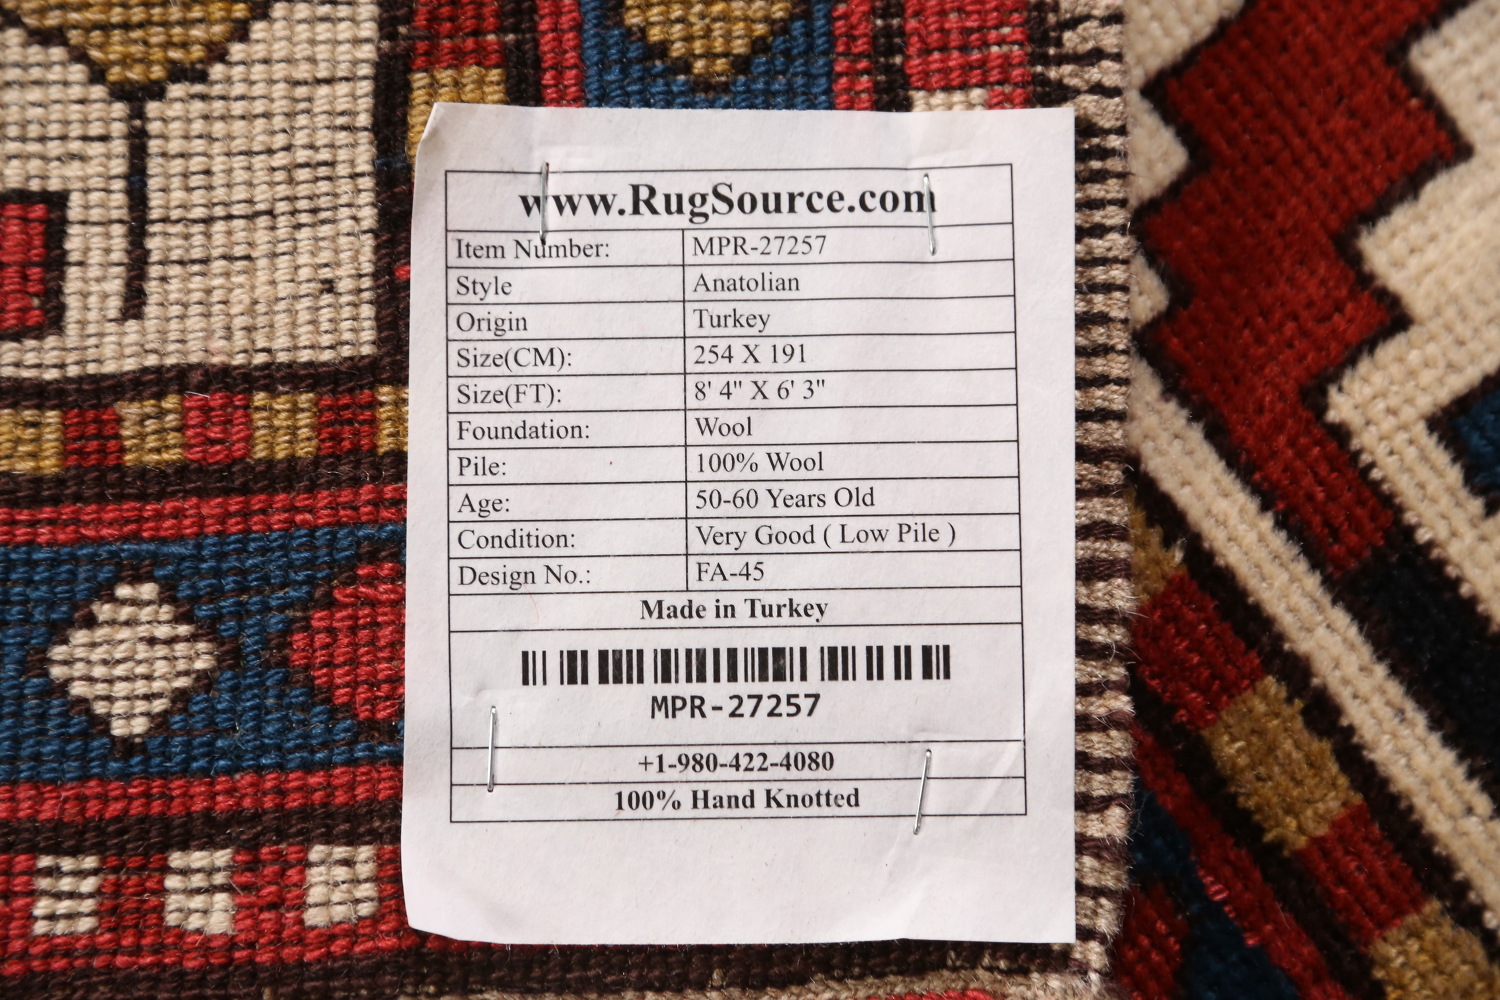 www.RugSource.com
Item Number: MPR-27257
Style Anatolian
Origin Turkey
Size(CM): 254 X 191
Size(FT): 8' 4" X 6' 3"
Foundation: Wool
Pile: 100% Wool
Age: 50-60 Years Old
Condition: Very Good ( Low Pile )
Design No.: FA-45
Made in Turkey
MPR-27257
+1-980-422-4080
100% Hand Knotted